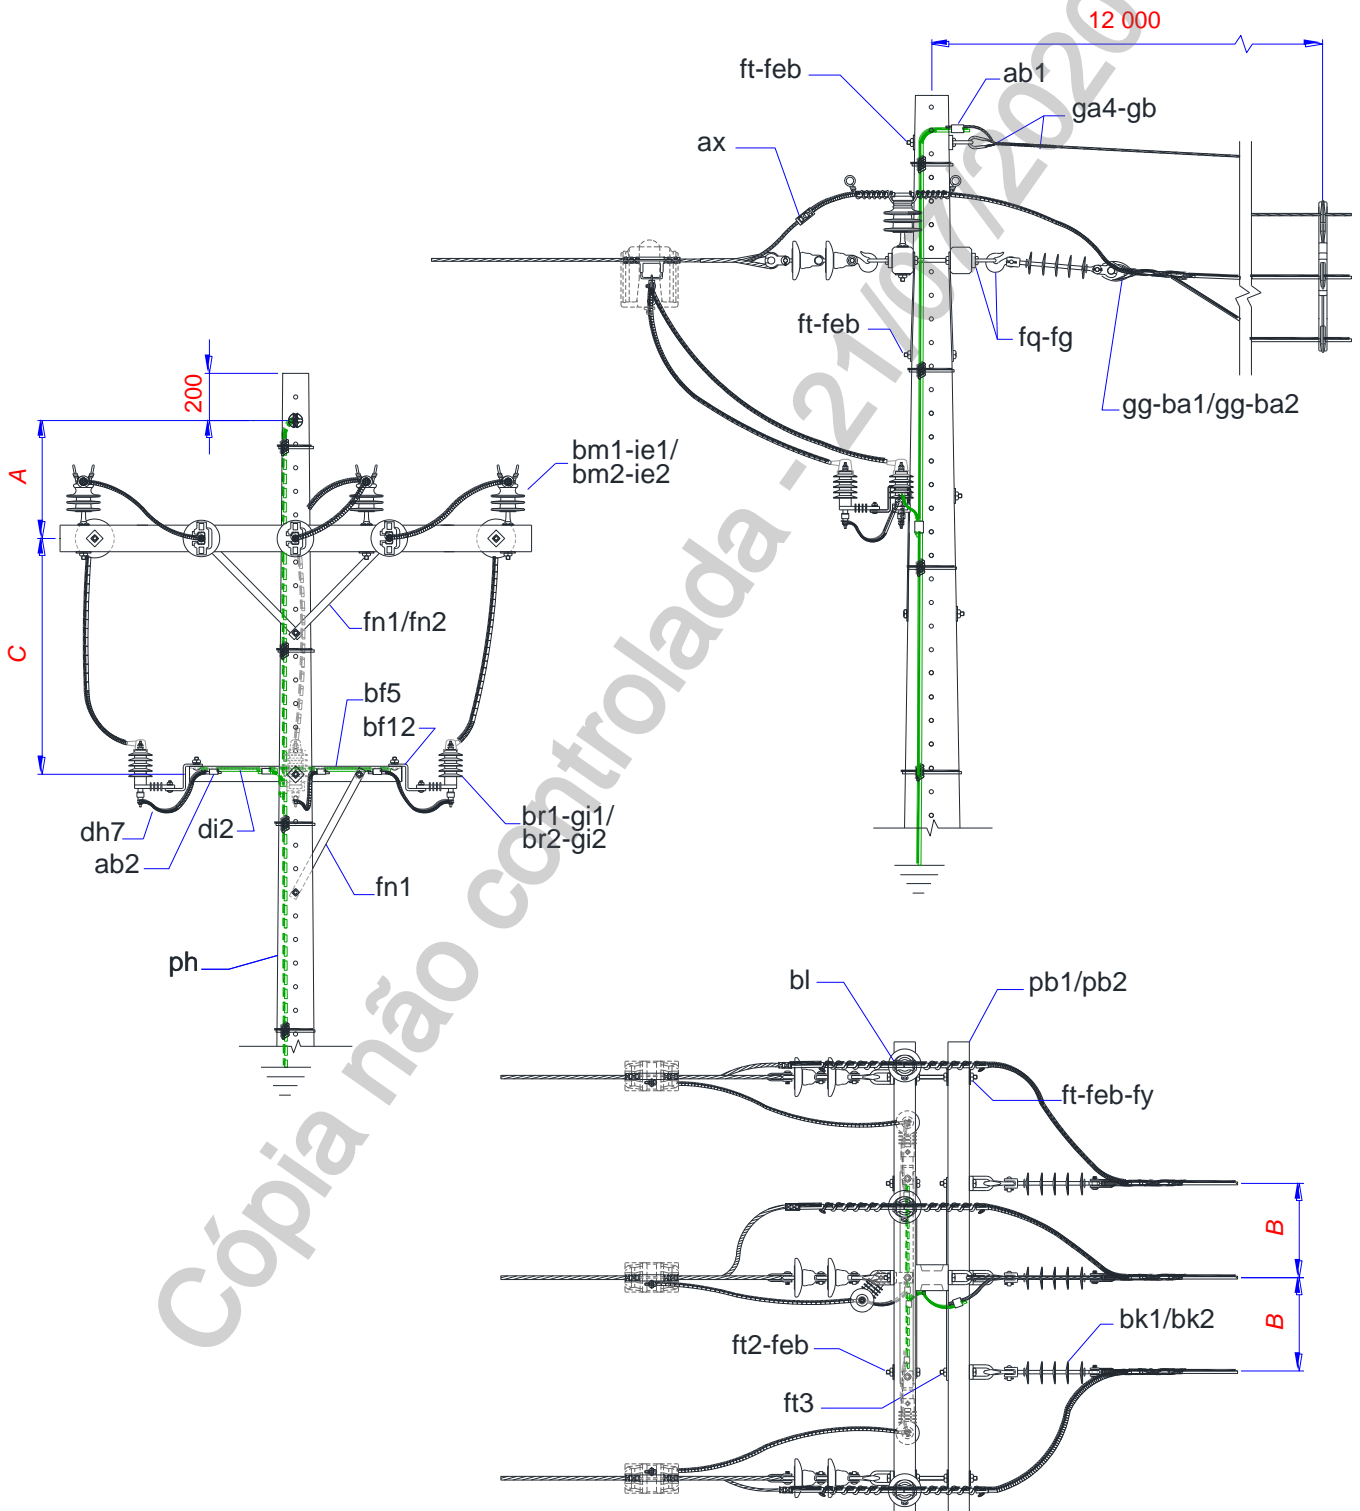 12 000
ft-feb
ab1
ga4-gb
ax
ft-feb
fq-fg
gg-ba1/gg-ba2
200
A
bm1-ie1/
bm2-ie2
fn1/fn2
C
bf5
bf12
dh7
di2
ab2
br1-gi1/
br2-gi2
fn1
ph
bl
pb1/pb2
ft-feb-fy
B
B
bk1/bk2
ft2-feb
ft3
Cópia não controlada - 21/07/2020